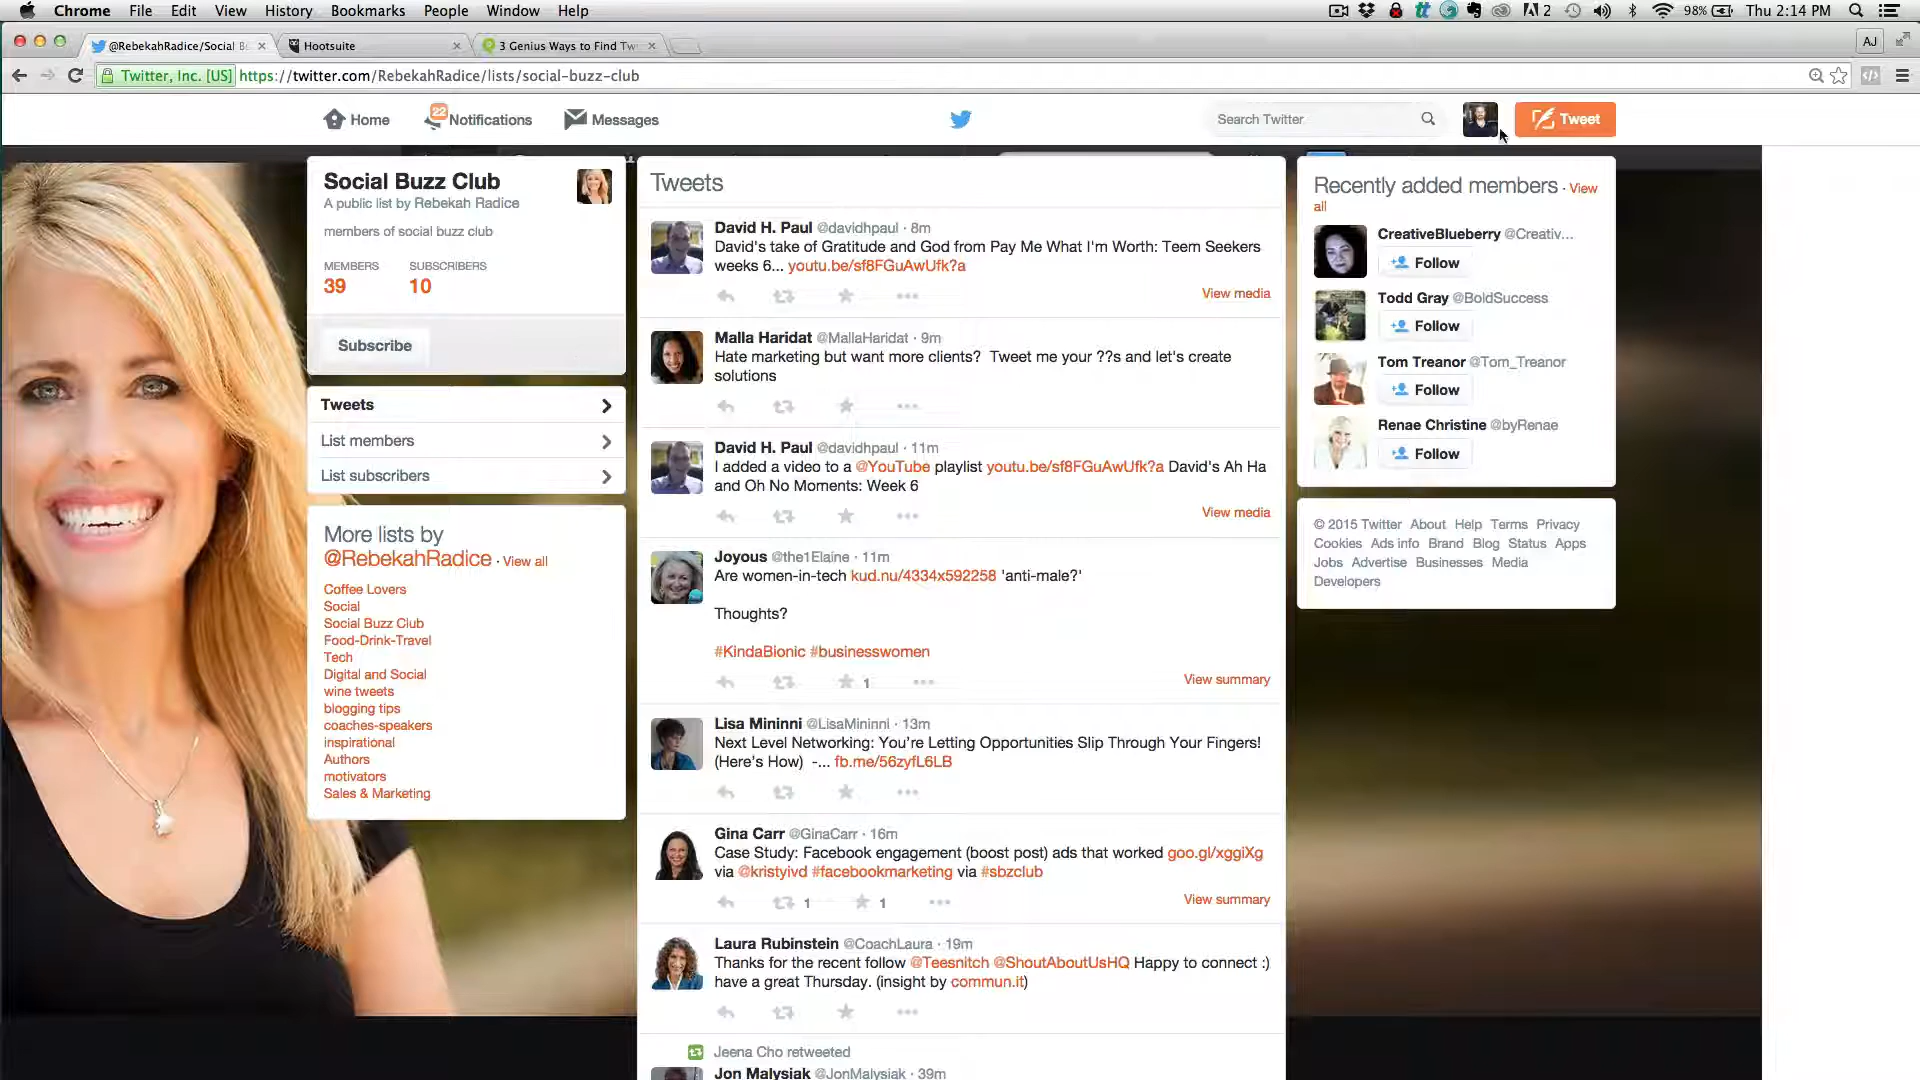 Chrome File Edit View History Bookmarks People Window Help
2 98% Thu 2:14 PM
@RebekahRadice/Social B
Hootsuite
3 Genius Ways to Find Tw
AJ
Twitter, Inc. [US] https://twitter.com/RebekahRadice/lists/social-buzz-club
Home 22 Notifications Messages
Search Twitter
Tweet
Social Buzz Club
A public list by Rebekah Radice
members of social buzz club
MEMBERS SUBSCRIBERS
39 10
Subscribe
Tweets
List members
List subscribers
More lists by
@RebekahRadice · View all
Coffee Lovers
Social
Social Buzz Club
Food-Drink-Travel
Tech
Digital and Social
wine tweets
blogging tips
coaches-speakers
inspirational
Authors
motivators
Sales & Marketing
Tweets
David H. Paul @davidhpaul · 8m
David's take of Gratitude and God from Pay Me What I'm Worth: Teem Seekers
weeks 6... youtu.be/sf8FGuAwUfk?a
View media
Malla Haridat @MallaHaridat · 9m
Hate marketing but want more clients? Tweet me your ??s and let's create
solutions
David H. Paul @davidhpaul · 11m
I added a video to a @YouTube playlist youtu.be/sf8FGuAwUfk?a David's Ah Ha
and Oh No Moments: Week 6
View media
Joyous @the1Elaine · 11m
Are women-in-tech kud.nu/4334x592258 'anti-male?'
Thoughts?
#KindaBionic #businesswomen
1
View summary
Lisa Mininni @LisaMininni · 13m
Next Level Networking: You're Letting Opportunities Slip Through Your Fingers!
(Here's How) -... fb.me/56zyfL6LB
Gina Carr @GinaCarr · 16m
Case Study: Facebook engagement (boost post) ads that worked goo.gl/xggiXg
via @kristyivd #facebookmarketing via #sbzclub
1 1
View summary
Laura Rubinstein @CoachLaura · 19m
Thanks for the recent follow @Teesnitch @ShoutAboutUsHQ Happy to connect :)
have a great Thursday. (insight by commun.it)
Jeena Cho retweeted
Jon Malysiak @JonMalysiak · 39m
Recently added members · View
all
CreativeBlueberry @Creativ...
Follow
Todd Gray @BoldSuccess
Follow
Tom Treanor @Tom_Treanor
Follow
Renae Christine @byRenae
Follow
© 2015 Twitter About Help Terms Privacy
Cookies Ads info Brand Blog Status Apps
Jobs Advertise Businesses Media
Developers